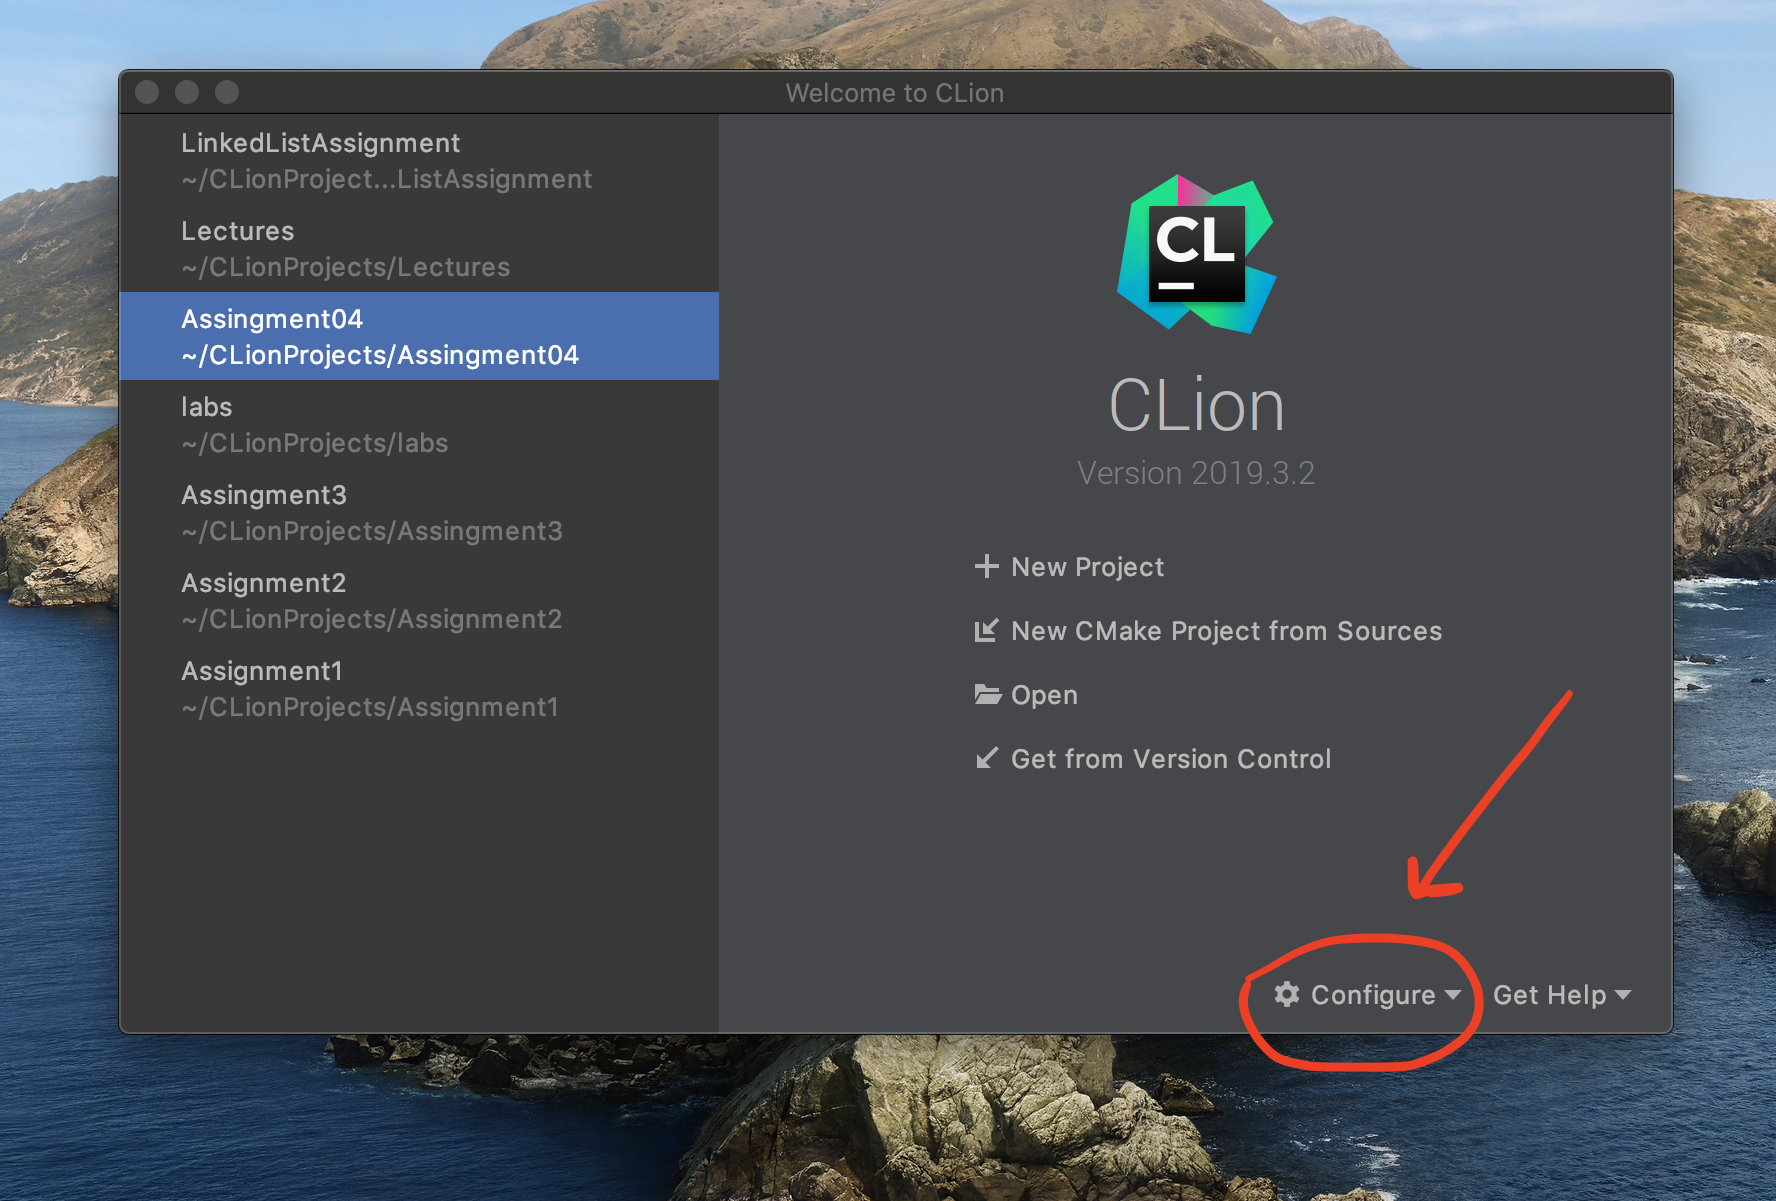 Welcome to CLion
LinkedListAssignment
~/CLionProject...ListAssignment
Lectures
~/CLionProjects/Lectures
Assingment04
~/CLionProjects/Assingment04
labs
~/CLionProjects/labs
Assingment3
~/CLionProjects/Assingment3
Assignment2
~/CLionProjects/Assignment2
Assignment1
~/CLionProjects/Assignment1
CL
CLion
Version 2019.3.2
New Project
New CMake Project from Sources
Open
Get from Version Control
Configure
Get Help